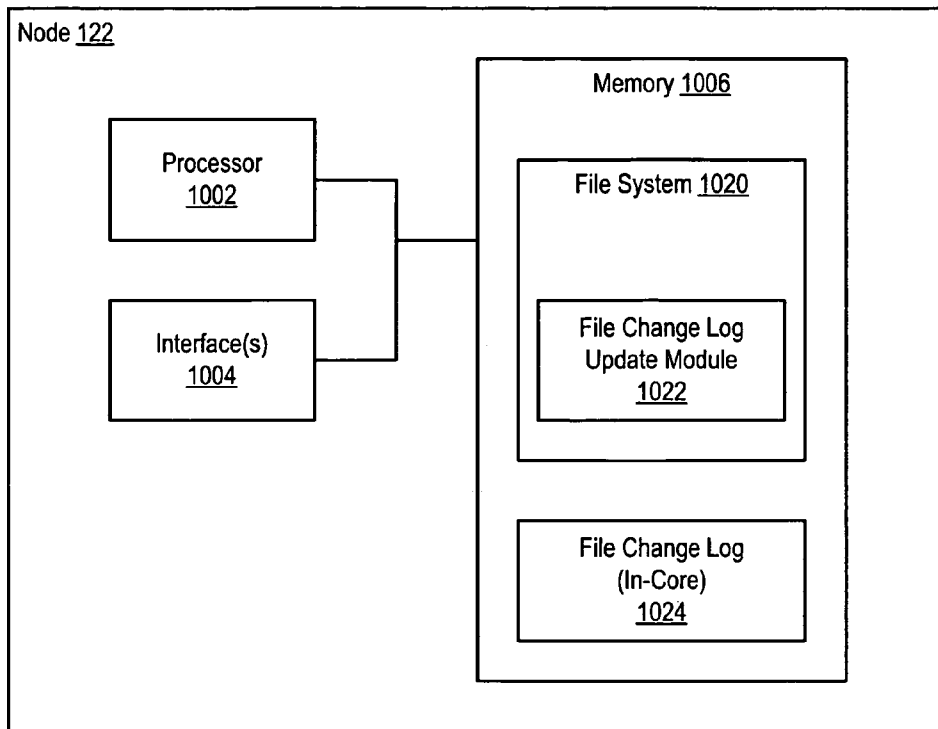 Node 122
Memory 1006
Processor
1002
File System 1020
Interface(s)
1004
File Change Log
Update Module
1022
File Change Log
(In-Core)
1024